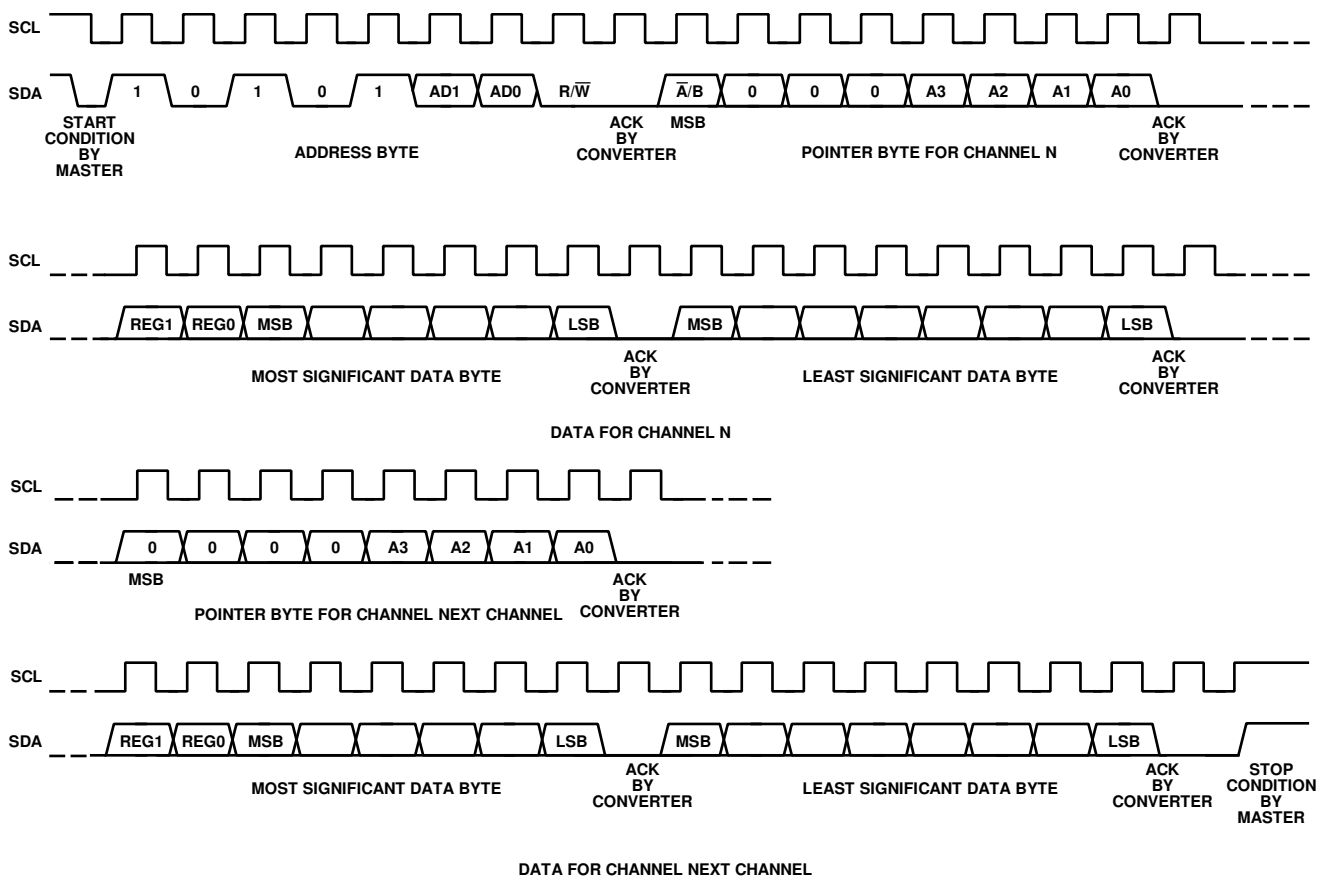 SCL
SDA
1 0 1 0 1 AD1 AD0 R/W̅ A̅/B 0 0 0 A3 A2 A1 A0
START
CONDITION
BY
MASTER
ADDRESS BYTE
ACK
BY
CONVERTER
MSB
POINTER BYTE FOR CHANNEL N
ACK
BY
CONVERTER
SCL
SDA
REG1 REG0 MSB LSB MSB LSB
MOST SIGNIFICANT DATA BYTE
ACK
BY
CONVERTER
LEAST SIGNIFICANT DATA BYTE
ACK
BY
CONVERTER
DATA FOR CHANNEL N
SCL
SDA
0 0 0 0 A3 A2 A1 A0
MSB
POINTER BYTE FOR CHANNEL NEXT CHANNEL
ACK
BY
CONVERTER
SCL
SDA
REG1 REG0 MSB LSB MSB LSB
MOST SIGNIFICANT DATA BYTE
ACK
BY
CONVERTER
LEAST SIGNIFICANT DATA BYTE
ACK
BY
CONVERTER
STOP
CONDITION
BY
MASTER
DATA FOR CHANNEL NEXT CHANNEL